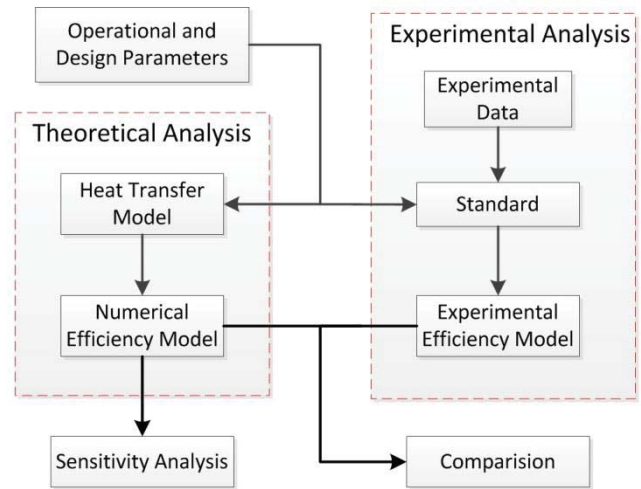 Operational and
Design Parameters
Experimental Analysis
Experimental
Data
Theoretical Analysis
Heat Transfer
Model
Standard
Numerical
Efficiency Model
Experimental
Efficiency Model
Sensitivity Analysis
Comparision